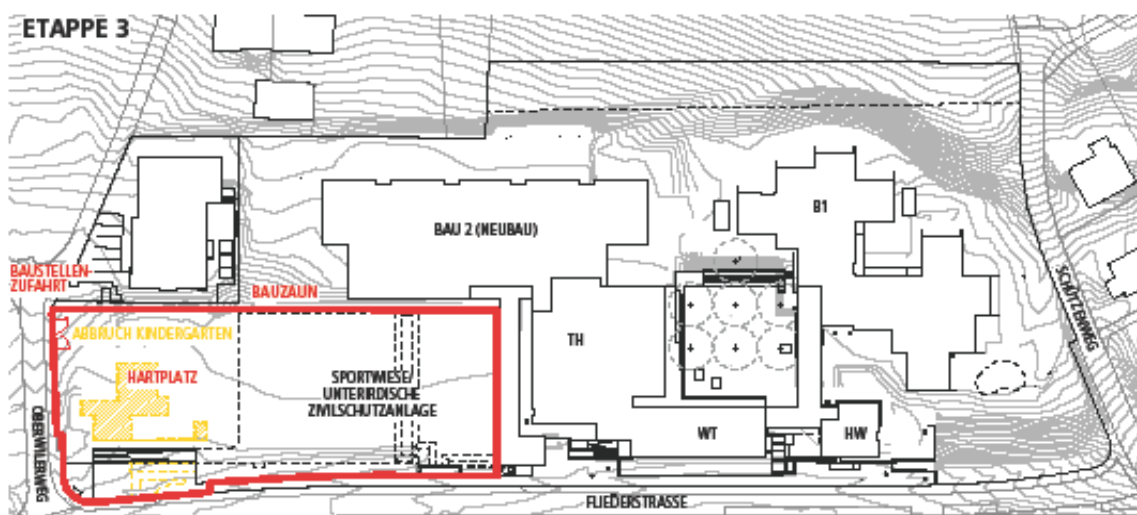 ETAPPE 3
BAU 2 (NEUBAU)
B1
BAUSTELLEN-
ZUFAHRT
BAUZAUN
ABBRUCH KINDERGARTEN
HARTPLATZ
SPORTWIESE/
UNTERIRDISCHE
ZIVILSCHUTZANLAGE
TH
WT
HW
SCHÜTZENWEG
OBERWILERWEG
FLIEDERSTRASSE